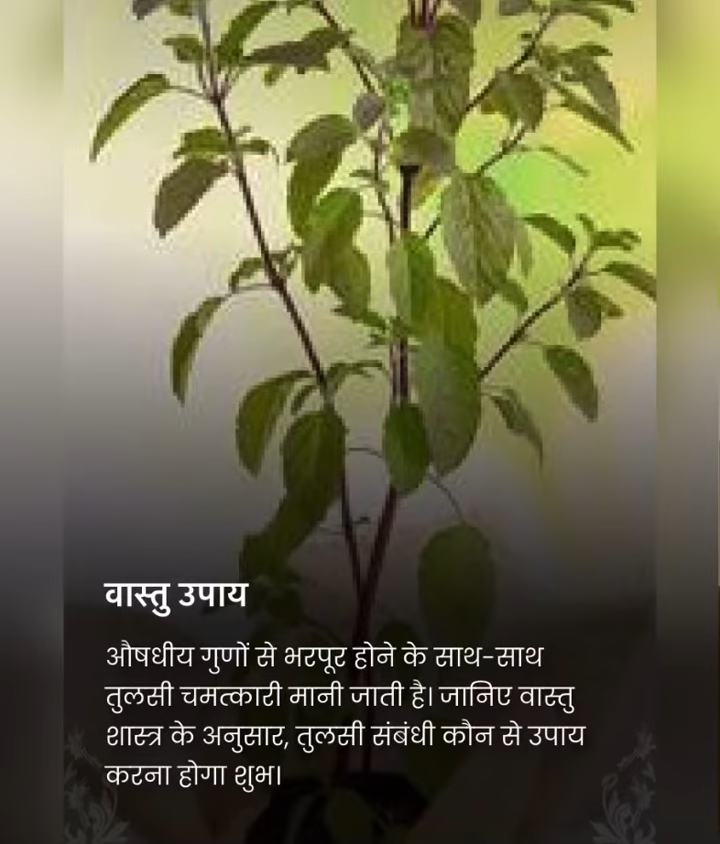 वास्तु उपाय
औषधीय गुणों से भरपूर होने के साथ-साथ
तुलसी चमत्कारी मानी जाती है। जानिए वास्तु
शास्त्र के अनुसार, तुलसी संबंधी कौन से उपाय
करना होगा शुभ।